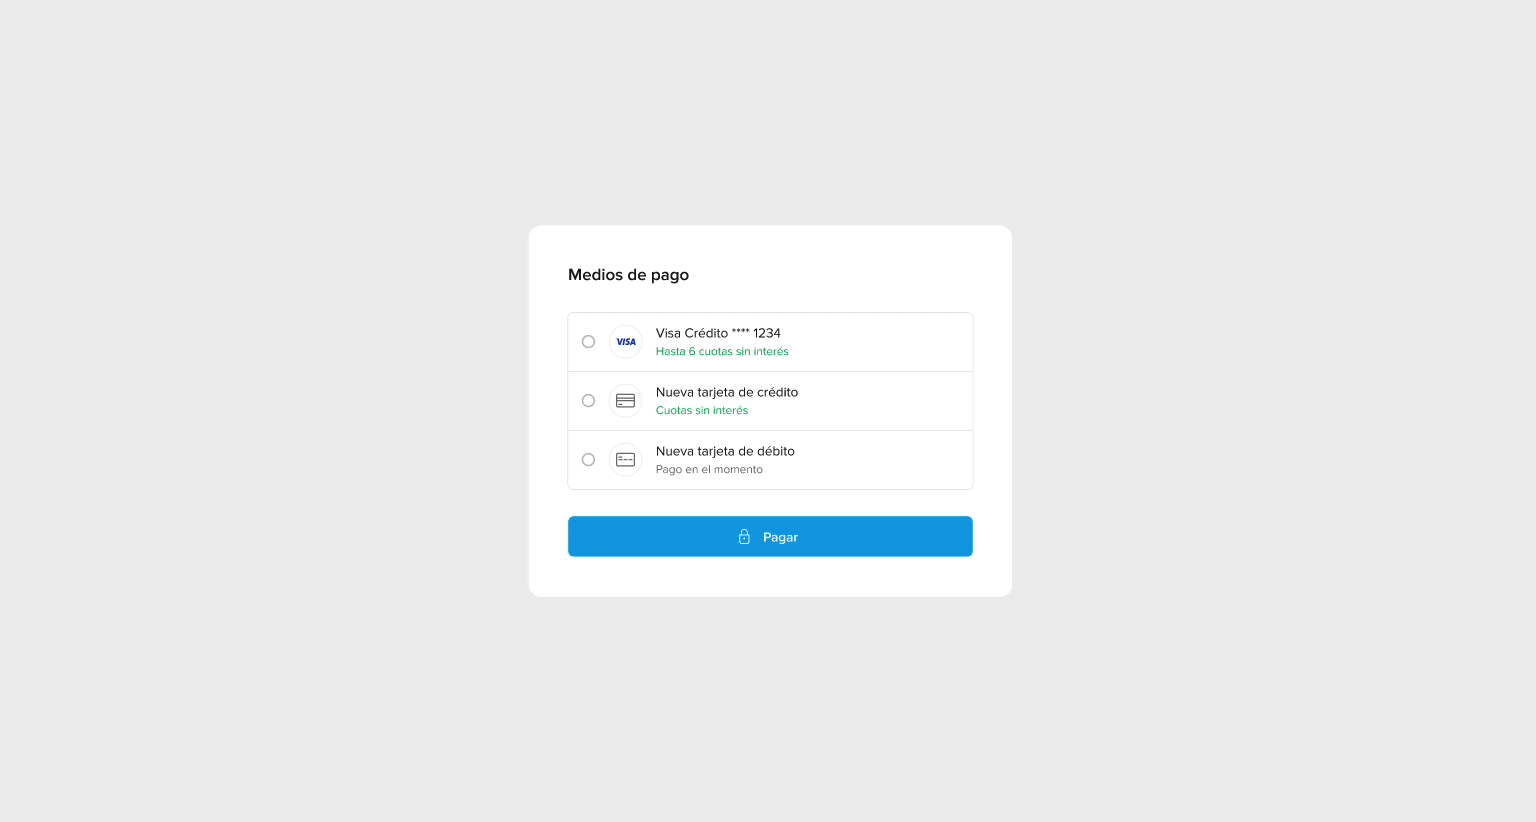 Medios de pago
VISA
Visa Crédito **** 1234
Hasta 6 cuotas sin interés
Nueva tarjeta de crédito
Cuotas sin interés
Nueva tarjeta de débito
Pago en el momento
Pagar